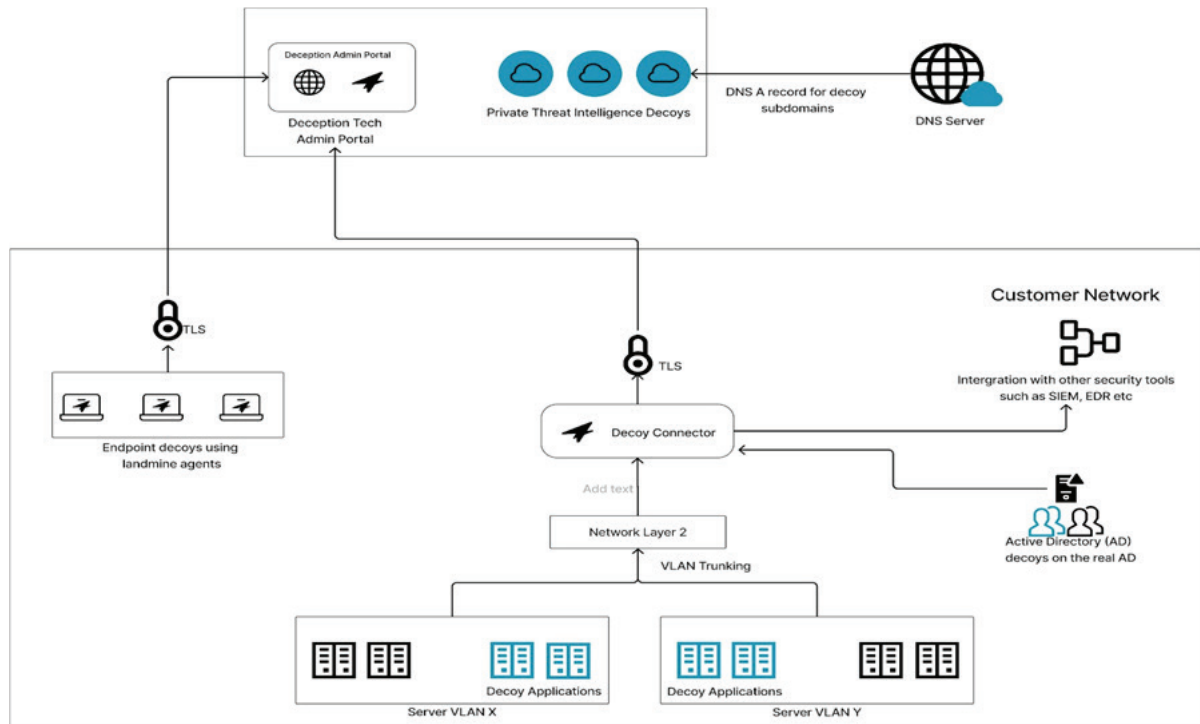 Deception Admin Portal
Deception Tech
Admin Portal
Private Threat Intelligence Decoys
DNS A record for decoy
subdomains
DNS Server
TLS
Endpoint decoys using
landmine agents
TLS
Customer Network
Intergration with other security tools
such as SIEM, EDR etc
Decoy Connector
Add text
Network Layer 2
VLAN Trunking
Active Directory (AD)
decoys on the real AD
Decoy Applications
Server VLAN X
Decoy Applications
Server VLAN Y